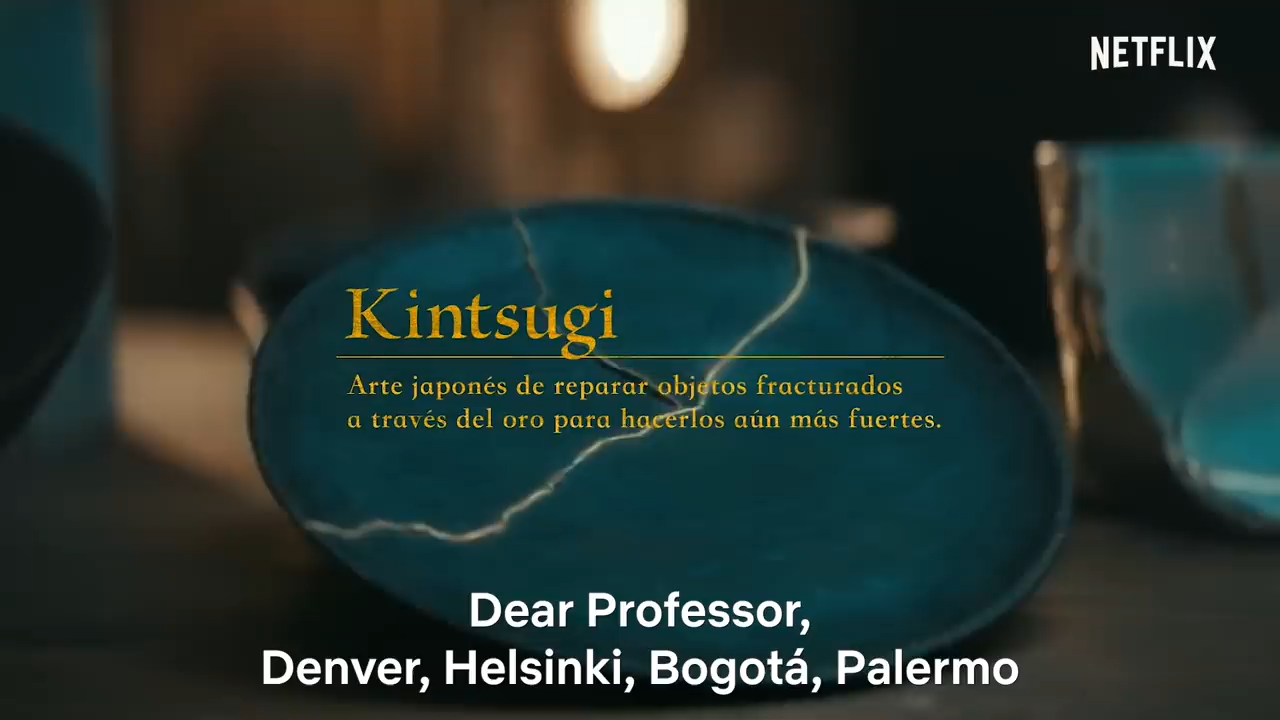 NETFLIX
Kintsugi
Arte japonés de reparar objetos fracturados
a través del oro para hacerlos aún más fuertes.
Dear Professor,
Denver, Helsinki, Bogotá, Palermo